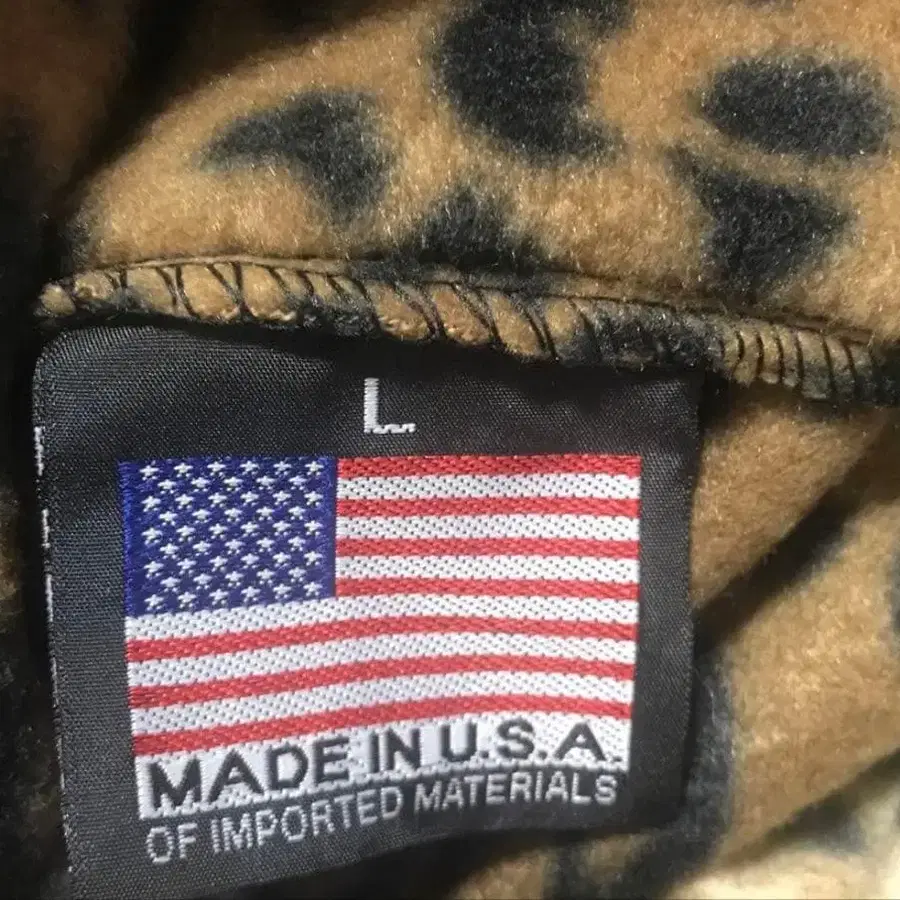 L
MADE IN U.S.A.
OF IMPORTED MATERIALS